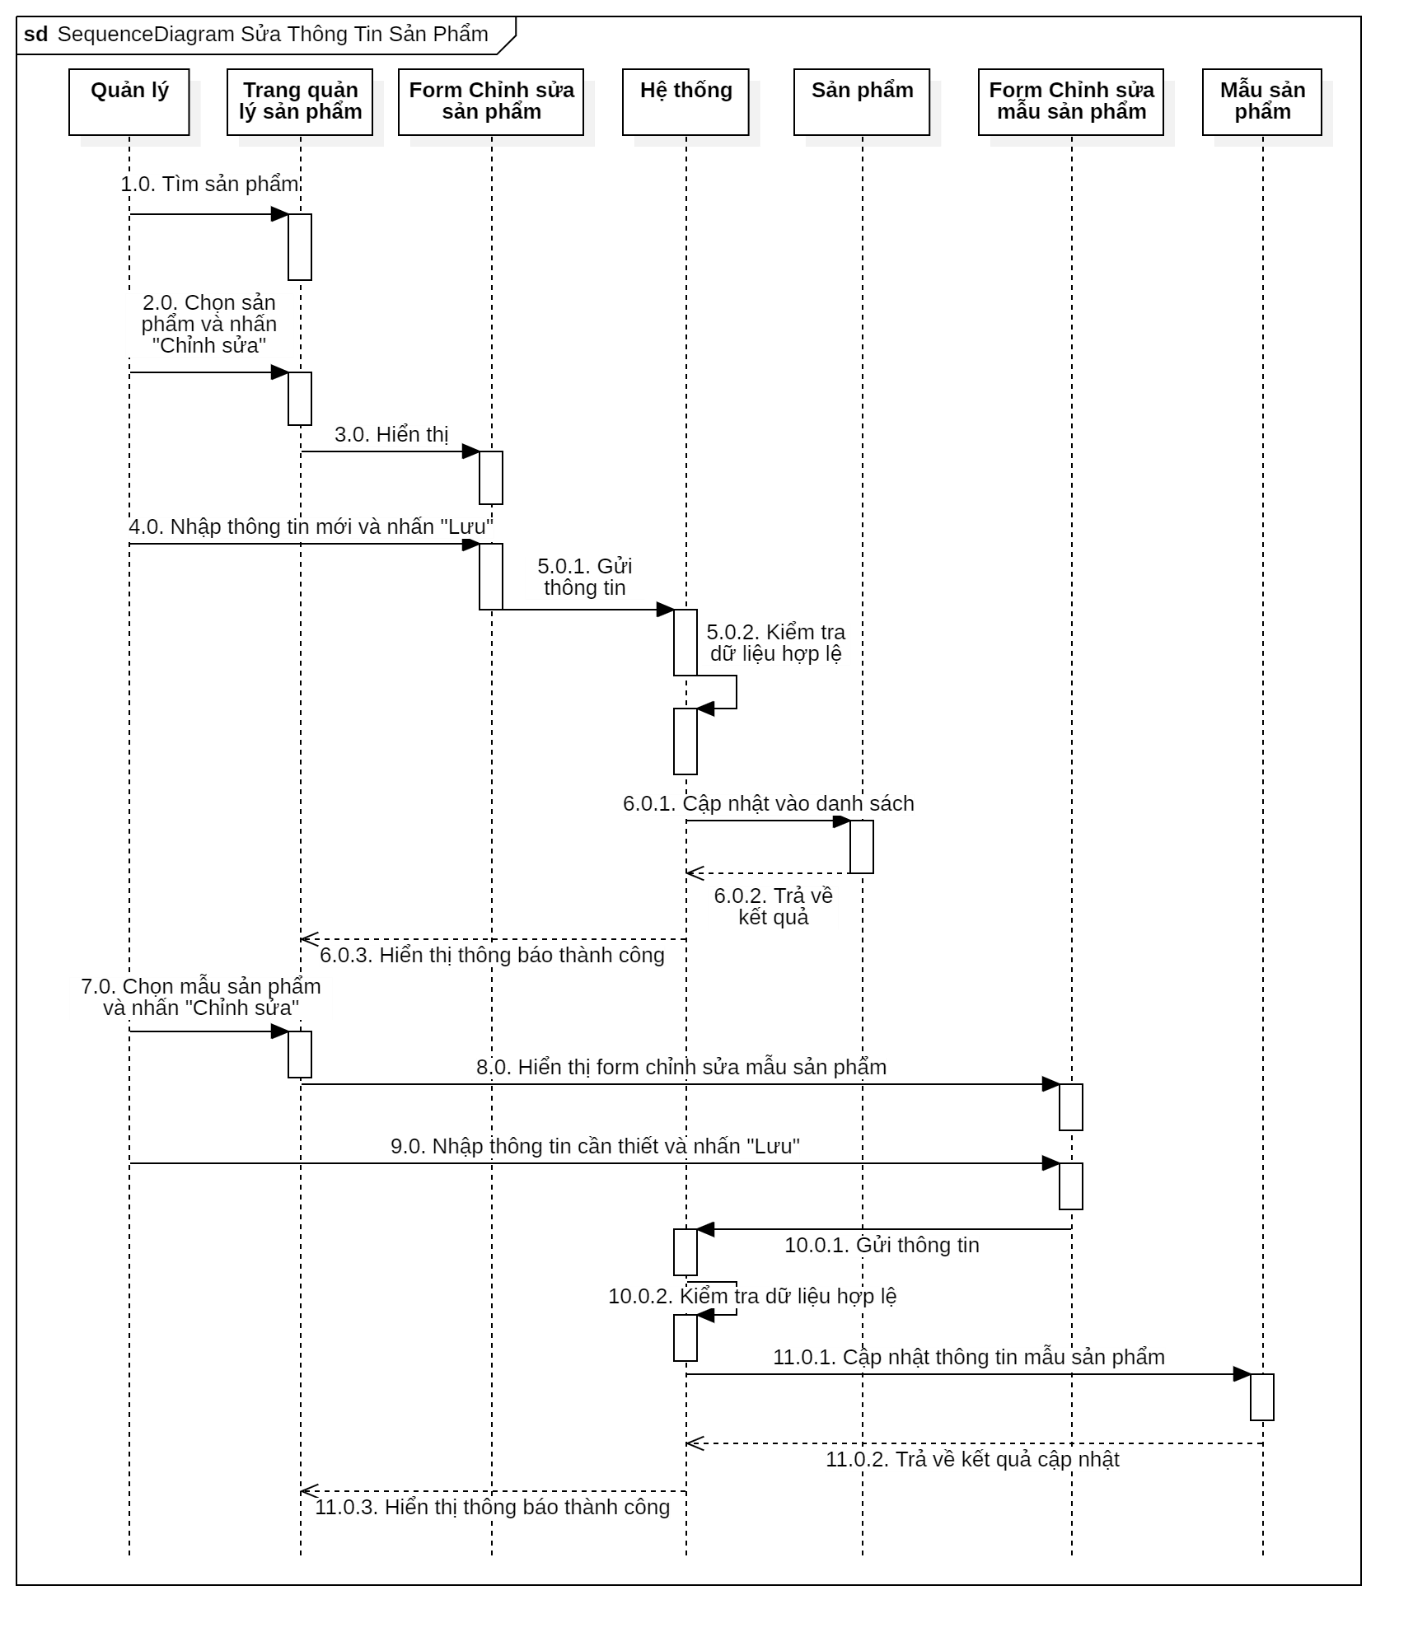 sd SequenceDiagram Sửa Thông Tin Sản Phẩm
Quản lý
Trang quản
lý sản phẩm
Form Chỉnh sửa
sản phẩm
Hệ thống
Sản phẩm
Form Chỉnh sửa
mẫu sản phẩm
Mẫu sản
phẩm
1.0. Tìm sản phẩm
2.0. Chọn sản
phẩm và nhấn
"Chỉnh sửa"
3.0. Hiển thị
4.0. Nhập thông tin mới và nhấn "Lưu"
5.0.1. Gửi
thông tin
5.0.2. Kiểm tra
dữ liệu hợp lệ
6.0.1. Cập nhật vào danh sách
6.0.2. Trả về
kết quả
6.0.3. Hiển thị thông báo thành công
7.0. Chọn mẫu sản phẩm
và nhấn "Chỉnh sửa"
8.0. Hiển thị form chỉnh sửa mẫu sản phẩm
9.0. Nhập thông tin cần thiết và nhấn "Lưu"
10.0.1. Gửi thông tin
10.0.2. Kiểm tra dữ liệu hợp lệ
11.0.1. Cập nhật thông tin mẫu sản phẩm
11.0.2. Trả về kết quả cập nhật
11.0.3. Hiển thị thông báo thành công